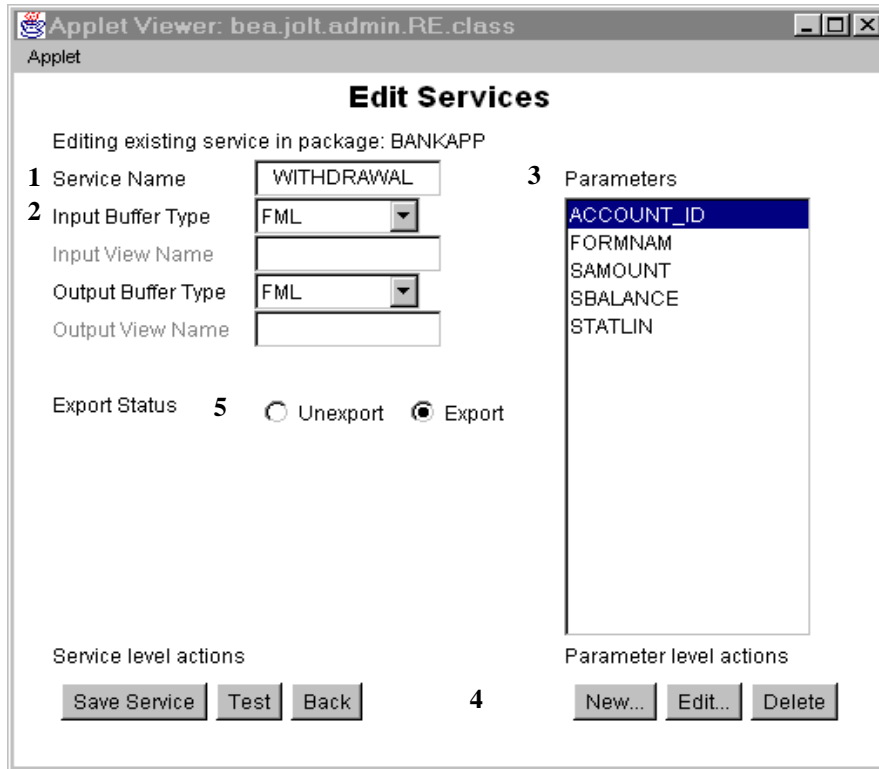 Applet Viewer: bea.jolt.admin.RE.class
Applet
Edit Services
Editing existing service in package: BANKAPP
1 Service Name WITHDRAWAL
2 Input Buffer Type FML
Input View Name
Output Buffer Type FML
Output View Name
Export Status 5 Unexport Export
3 Parameters
ACCOUNT_ID
FORMNAM
SAMOUNT
SBALANCE
STATLIN
Service level actions
Save Service Test Back
4
Parameter level actions
New... Edit... Delete